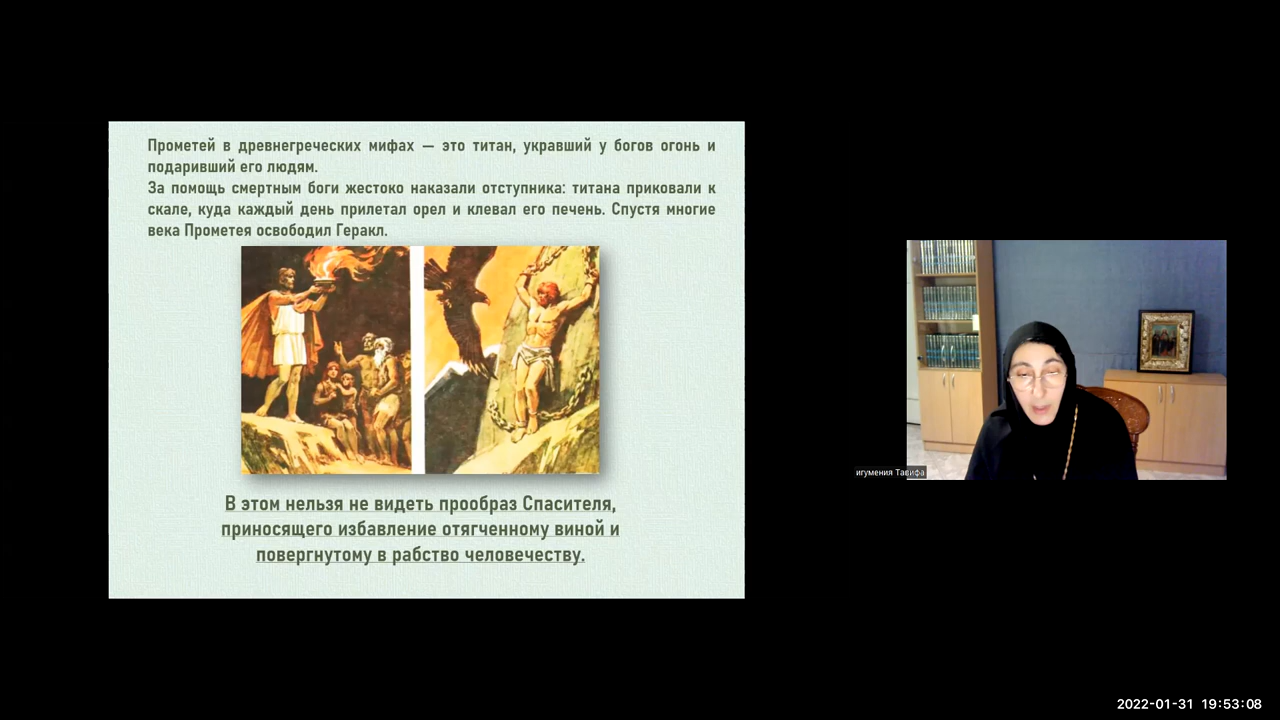 Прометей в древнегреческих мифах — это титан, укравший у богов огонь и
подаривший его людям.
За помощь смертным боги жестоко наказали отступника: титана приковали к
скале, куда каждый день прилетал орел и клевал его печень. Спустя многие
века Прометея освободил Геракл.
В этом нельзя не видеть прообраз Спасителя,
приносящего избавление отягченному виной и
повергнутому в рабство человечеству.
игумения Тавифа
2022-01-31 19:53:08